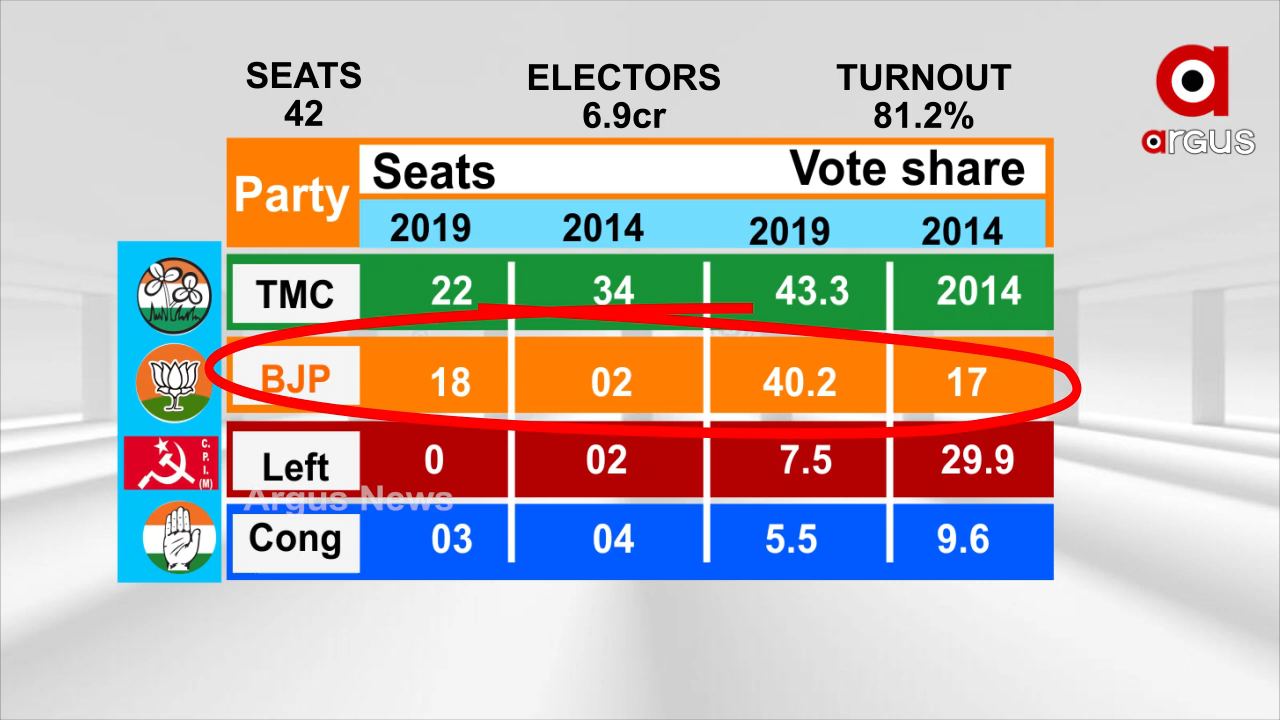 SEATS ELECTORS TURNOUT
42 6.9cr 81.2%
argus
Party Seats Vote share
2019 2014 2019 2014
TMC 22 34 43.3 2014
BJP 18 02 40.2 17
C.
P.
I.
(M)
Left 0 02 7.5 29.9
Argus News
Cong 03 04 5.5 9.6